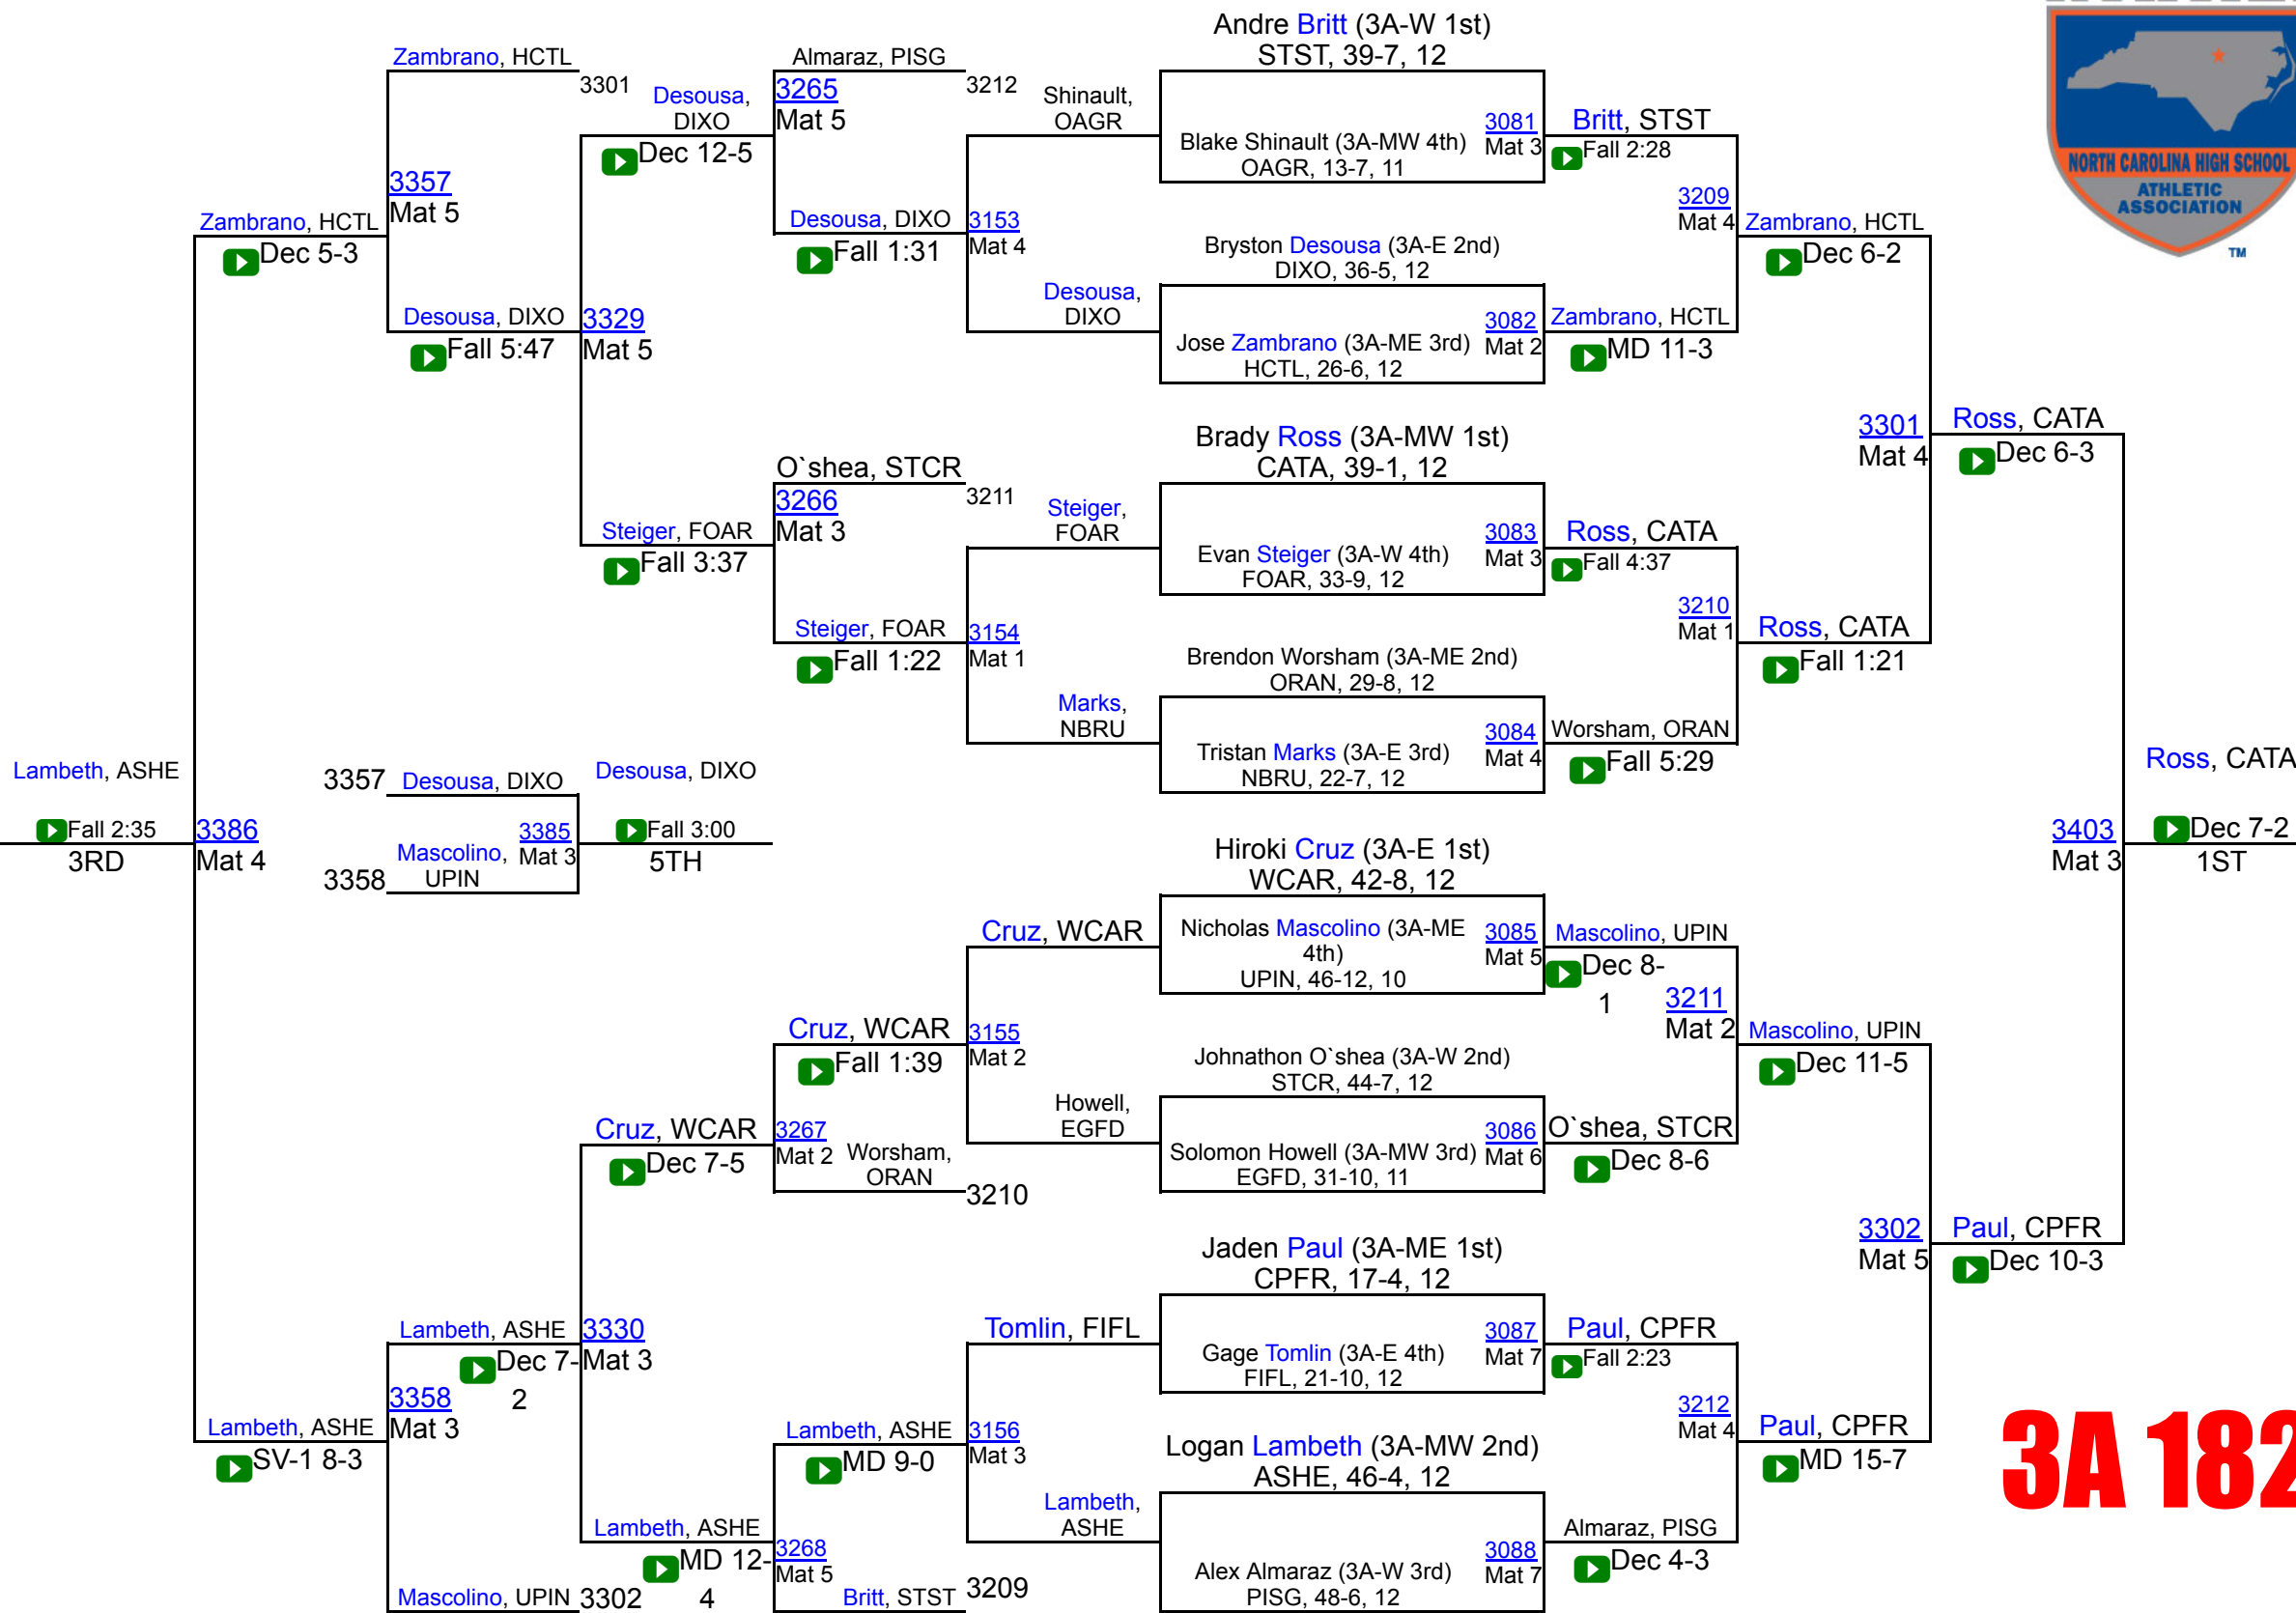 Andre Britt (3A-W 1st)
STST, 39-7, 12
Blake Shinault (3A-MW 4th)
OAGR, 13-7, 11
3081
Mat 3
Bryston Desousa (3A-E 2nd)
DIXO, 36-5, 12
Jose Zambrano (3A-ME 3rd)
HCTL, 26-6, 12
3082
Mat 2
Brady Ross (3A-MW 1st)
CATA, 39-1, 12
Evan Steiger (3A-W 4th)
FOAR, 33-9, 12
3083
Mat 3
Brendon Worsham (3A-ME 2nd)
ORAN, 29-8, 12
Tristan Marks (3A-E 3rd)
NBRU, 22-7, 12
3084
Mat 4
Hiroki Cruz (3A-E 1st)
WCAR, 42-8, 12
Nicholas Mascolino (3A-ME
4th)
UPIN, 46-12, 10
3085
Mat 5
Johnathon O`shea (3A-W 2nd)
STCR, 44-7, 12
Solomon Howell (3A-MW 3rd)
EGFD, 31-10, 11
3086
Mat 6
Jaden Paul (3A-ME 1st)
CPFR, 17-4, 12
Gage Tomlin (3A-E 4th)
FIFL, 21-10, 12
3087
Mat 7
Logan Lambeth (3A-MW 2nd)
ASHE, 46-4, 12
Alex Almaraz (3A-W 3rd)
PISG, 48-6, 12
3088
Mat 7
Britt, STST
Fall 2:28
3209
Mat 4
Zambrano, HCTL
MD 11-3
Ross, CATA
Fall 4:37
3210
Mat 1
Worsham, ORAN
Fall 5:29
Mascolino, UPIN
Dec 8-
1
3211
Mat 2
O`shea, STCR
Dec 8-6
Paul, CPFR
Fall 2:23
3212
Mat 4
Almaraz, PISG
Dec 4-3
Zambrano, HCTL
Dec 6-2
3301
Mat 4
Ross, CATA
Fall 1:21
Mascolino, UPIN
Dec 11-5
3302
Mat 5
Paul, CPFR
MD 15-7
Ross, CATA
Dec 6-3
3403
Mat 3
Paul, CPFR
Dec 10-3
Ross, CATA
Dec 7-2
1ST
Shinault,
OAGR
3153
Mat 4
Desousa,
DIXO
Steiger,
FOAR
3154
Mat 1
Marks,
NBRU
Cruz, WCAR
3155
Mat 2
Howell,
EGFD
Tomlin, FIFL
3156
Mat 3
Lambeth,
ASHE
Almaraz, PISG
3212
3265
Mat 5
Desousa, DIXO
Fall 1:31
O`shea, STCR
3211
3266
Mat 3
Steiger, FOAR
Fall 1:22
Cruz, WCAR
Fall 1:39
3267
Mat 2
Worsham,
ORAN
3210
Lambeth, ASHE
MD 9-0
3268
Mat 5
Britt, STST
3209
Desousa,
DIXO
Dec 12-5
3329
Mat 5
Steiger, FOAR
Fall 3:37
Cruz, WCAR
Dec 7-5
3330
Mat 3
Lambeth, ASHE
MD 12-
4
Zambrano, HCTL
3301
3357
Mat 5
Desousa, DIXO
Fall 5:47
Lambeth, ASHE
Dec 7-
2
3358
Mat 3
Mascolino, UPIN
3302
Zambrano, HCTL
Dec 5-3
3386
Mat 4
Lambeth, ASHE
SV-1 8-3
Lambeth, ASHE
Fall 2:35
3RD
3357
Desousa, DIXO
3385
Mat 3
Mascolino,
UPIN
3358
Desousa, DIXO
Fall 3:00
5TH
NORTH CAROLINA HIGH SCHOOL
ATHLETIC
ASSOCIATION
TM
3A 182